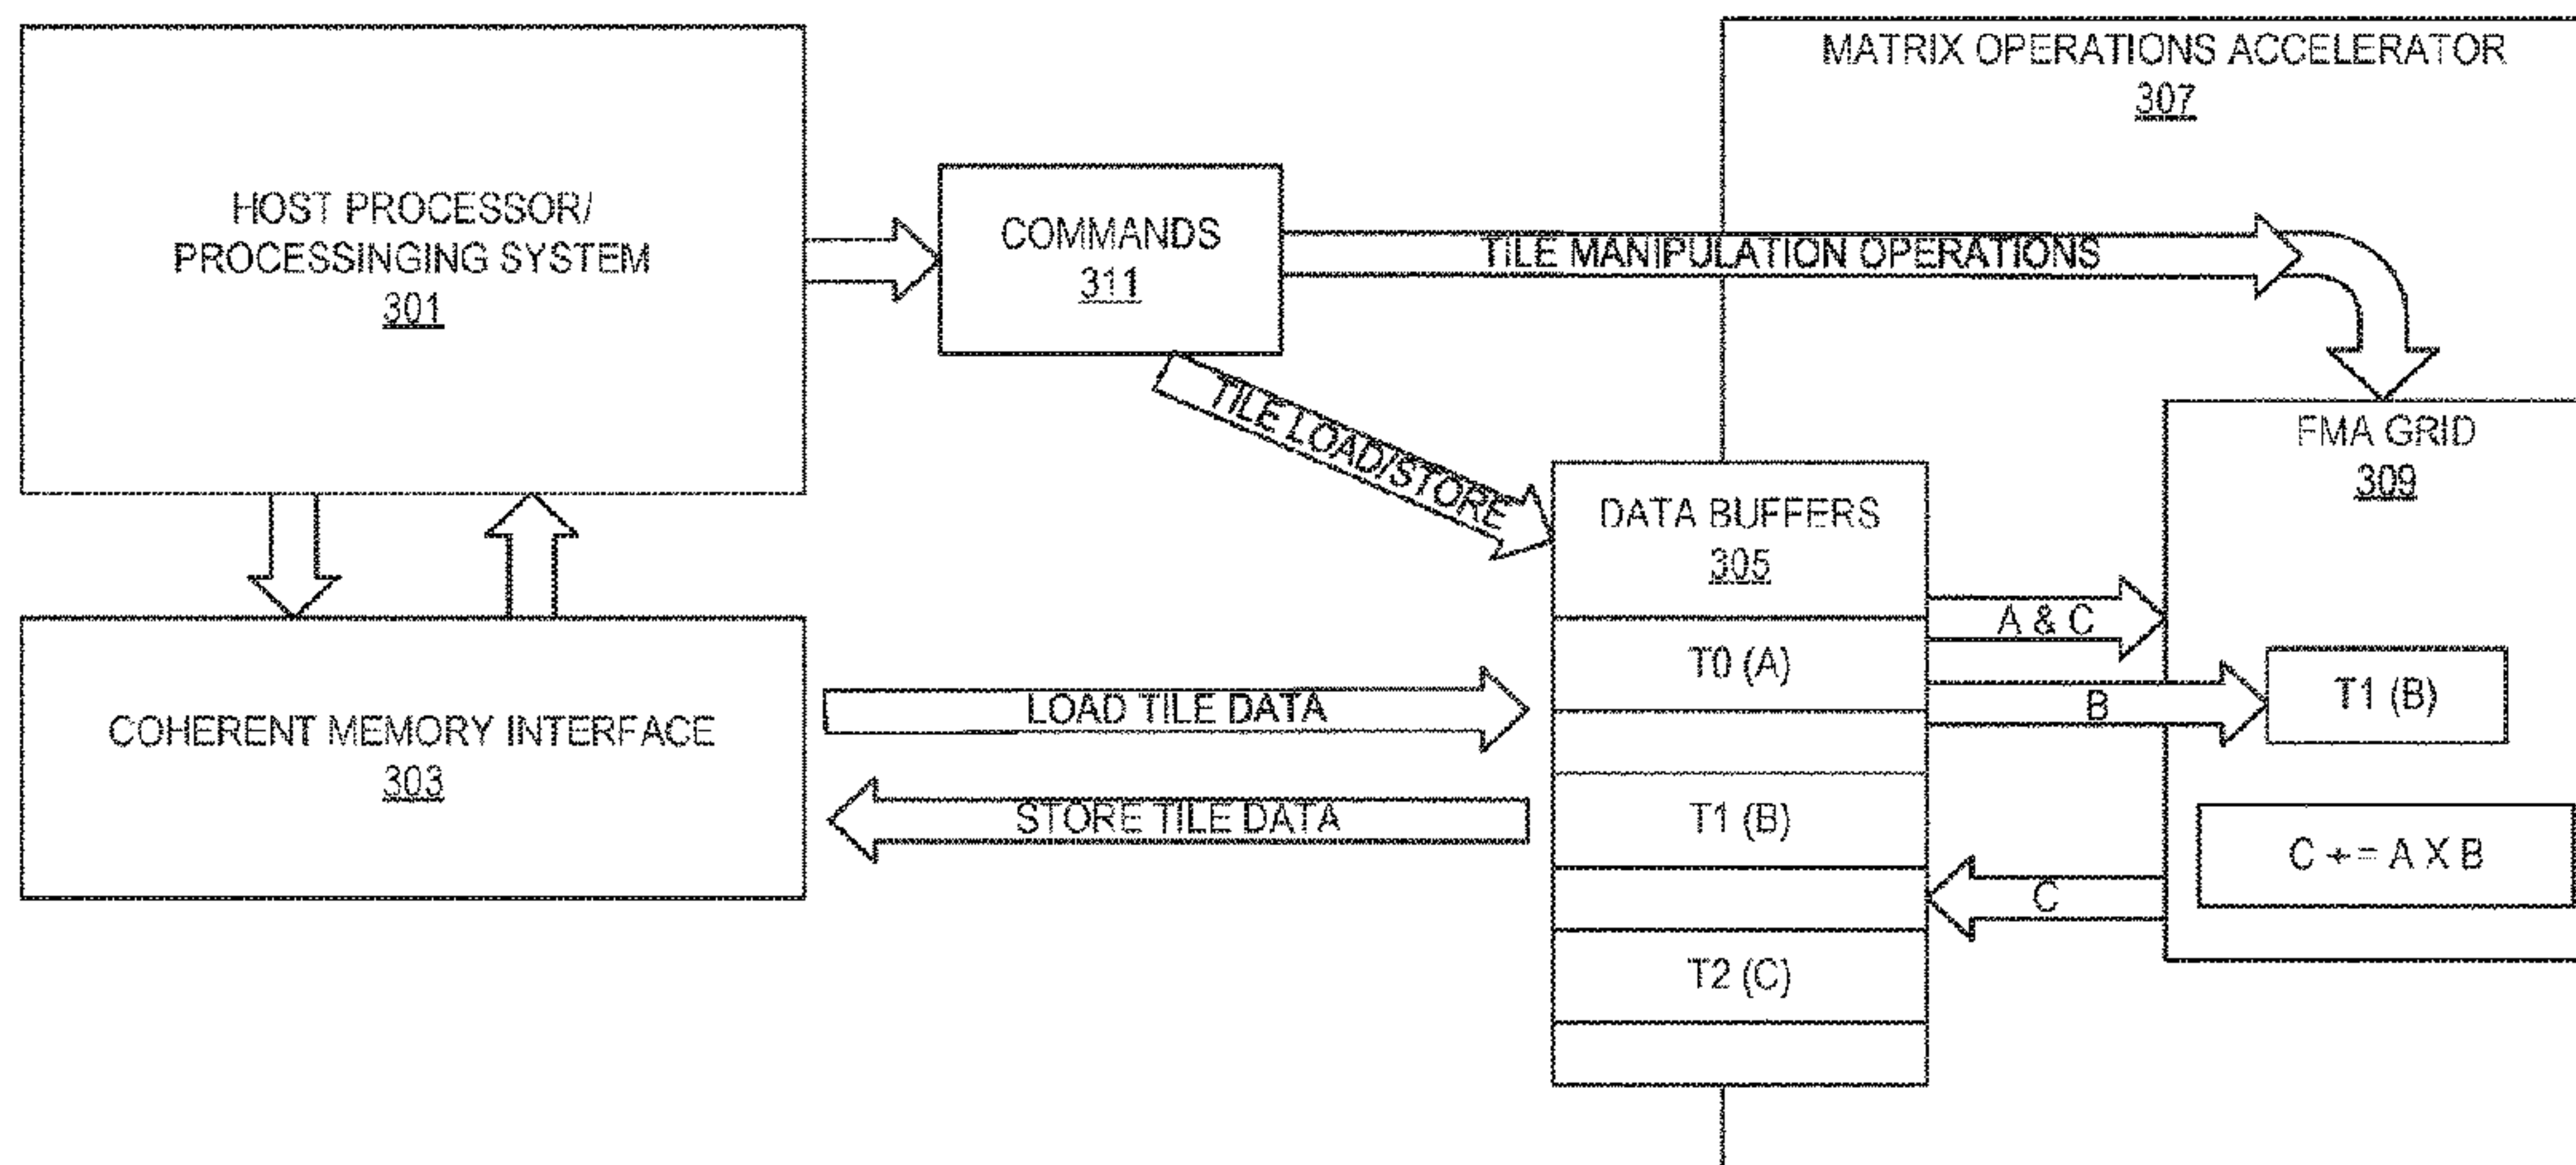 MATRIX OPERATIONS ACCELERATOR
307
HOST PROCESSOR/
PROCESSINGING SYSTEM
301
COMMANDS
311
TILE MANIPULATION OPERATIONS
TILE LOAD/STORE
FMA GRID
309
DATA BUFFERS
305
A & C
T0 (A)
B
T1 (B)
COHERENT MEMORY INTERFACE
303
LOAD TILE DATA
STORE TILE DATA
T1 (B)
C += A X B
C
T2 (C)